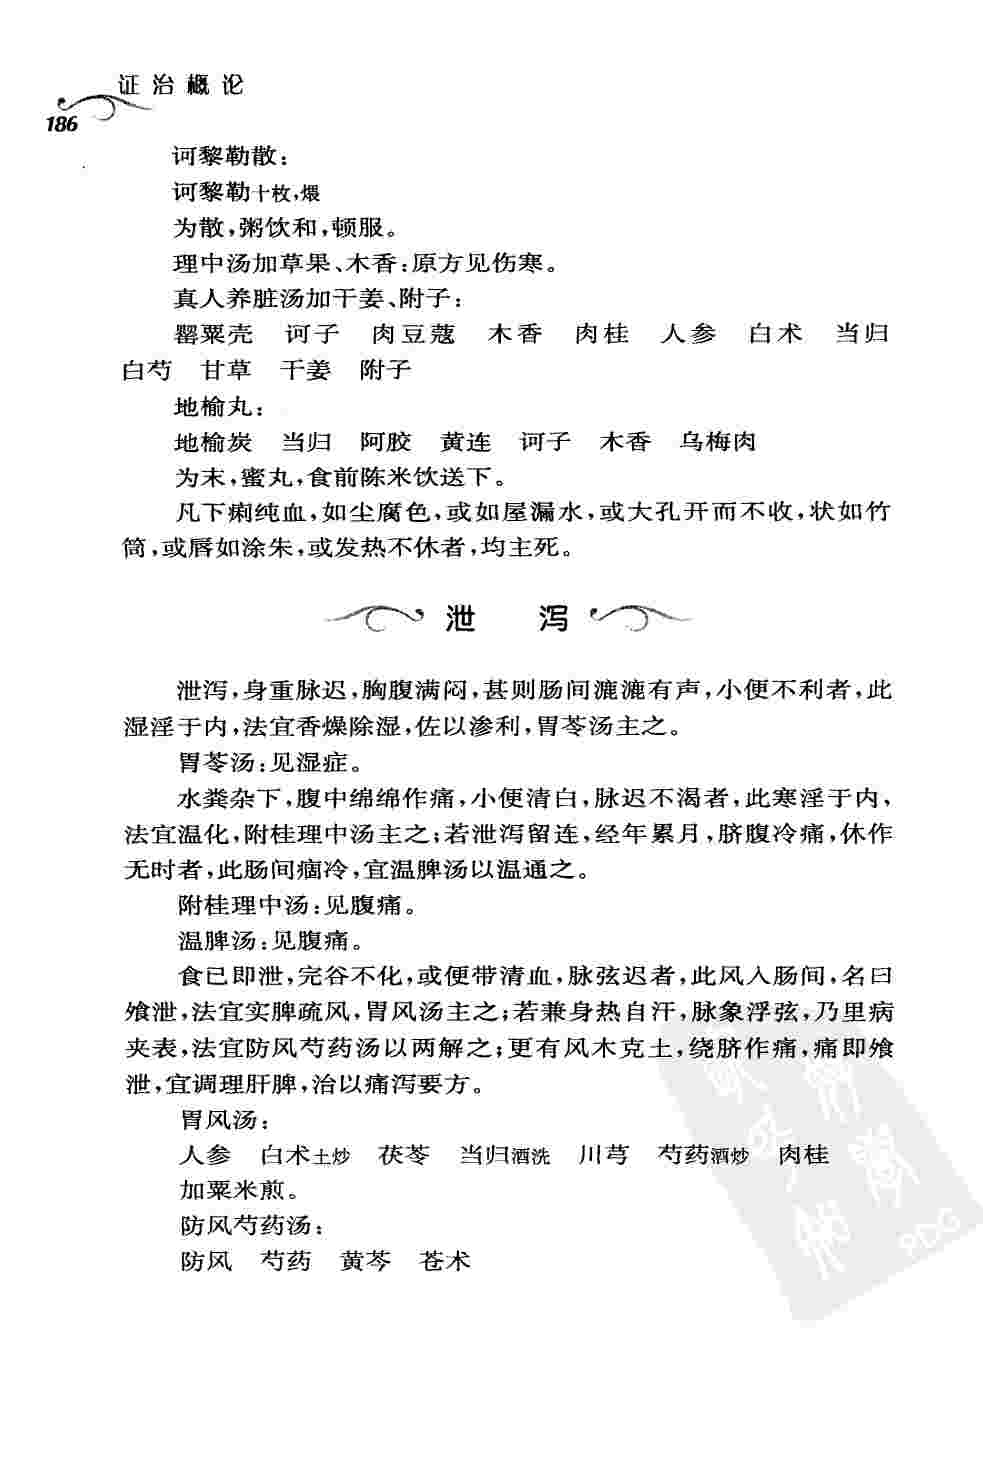 证治概论
186
诃黎勒散：
诃黎勒十枚，煨
为散，粥饮和，顿服。
理中汤加草果、木香：原方见伤寒。
真人养脏汤加干姜、附子：
罂粟壳 诃子 肉豆蔻 木香 肉桂 人参 白术 当归
白芍 甘草 干姜 附子
地榆丸：
地榆炭 当归 阿胶 黄连 诃子 木香 乌梅肉
为末，蜜丸，食前陈米饮送下。
凡下痢纯血，如尘腐色，或如屋漏水，或大孔开而不收，状如竹
筒，或唇如涂朱，或发热不休者，均主死。
泄 泻
泄泻，身重脉迟，胸腹满闷，甚则肠间漉漉有声，小便不利者，此
湿淫于内，法宜香燥除湿，佐以渗利，胃苓汤主之。
胃苓汤：见湿症。
水粪杂下，腹中绵绵作痛，小便清白，脉迟不渴者，此寒淫于内、
法宜温化，附桂理中汤主之；若泄泻留连，经年累月，脐腹冷痛，休作
无时者，此肠间痼冷，宜温脾汤以温通之。
附桂理中汤：见腹痛。
温脾汤：见腹痛。
食已即泄，完谷不化，或便带清血，脉弦迟者，此风入肠间，名曰
飧泄，法宜实脾疏风，胃风汤主之；若兼身热自汗，脉象浮弦，乃里病
夹表，法宜防风芍药汤以两解之；更有风木克土，绕脐作痛，痛即飧
泄，宜调理肝脾，治以痛泻要方。
胃风汤：
人参 白术土炒 茯苓 当归酒洗 川芎 芍药酒炒 肉桂
加粟米煎。
防风芍药汤：
防风 芍药 黄芩 苍术
PDG